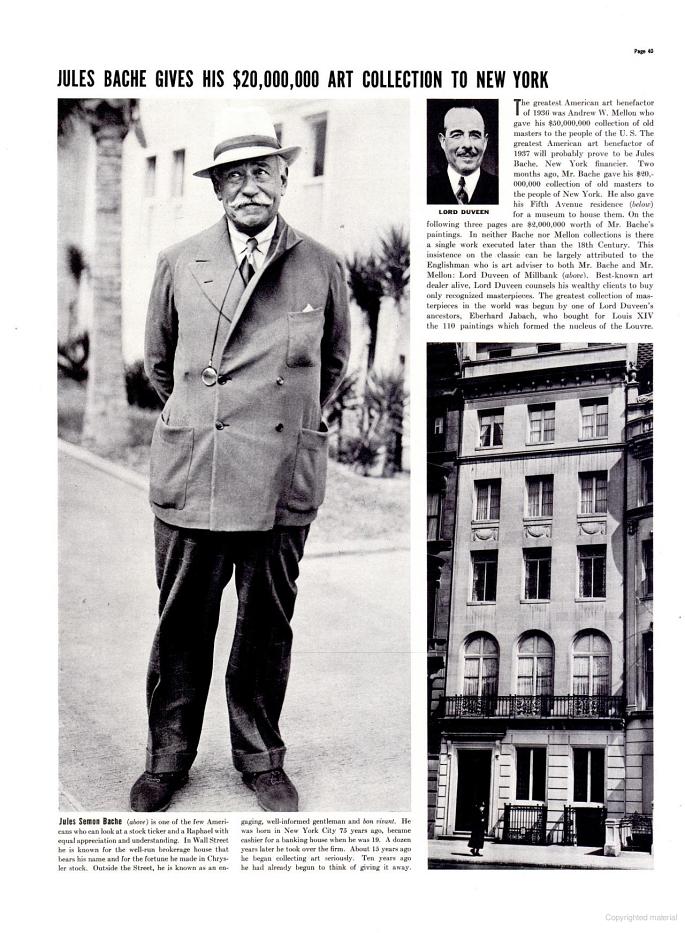 Page 40
JULES BACHE GIVES HIS $20,000,000 ART COLLECTION TO NEW YORK
LORD DUVEEN
The greatest American art benefactor
of 1936 was Andrew W. Mellon who
gave his $50,000,000 collection of old
masters to the people of the U. S. The
greatest American art benefactor of
1937 will probably prove to be Jules
Bache, New York financier. Two
months ago, Mr. Bache gave his $20,-
000,000 collection of old masters to
the people of New York. He also gave
his Fifth Avenue residence (below)
for a museum to house them. On the
following three pages are $2,000,000 worth of Mr. Bache's
paintings. In neither Bache nor Mellon collections is there
a single work executed later than the 18th Century. This
insistence on the classic can be largely attributed to the
Englishman who is art adviser to both Mr. Bache and Mr.
Mellon: Lord Duveen of Millbank (above). Best-known art
dealer alive, Lord Duveen counsels his wealthy clients to buy
only recognized masterpieces. The greatest collection of mas-
terpieces in the world was begun by one of Lord Duveen's
ancestors, Eberhard Jabach, who bought for Louis XIV
the 110 paintings which formed the nucleus of the Louvre.
Jules Semon Bache (above) is one of the few Ameri-
cans who can look at a stock ticker and a Raphael with
equal appreciation and understanding. In Wall Street
he is known for the well-run brokerage house that
bears his name and for the fortune he made in Chrys-
ler stock. Outside the Street, he is known as an en-
gaging, well-informed gentleman and bon vivant. He
was born in New York City 75 years ago, became
cashier for a banking house when he was 19. A dozen
years later he took over the firm. About 15 years ago
he began collecting art seriously. Ten years ago
he had already begun to think of giving it away.
Copyrighted material